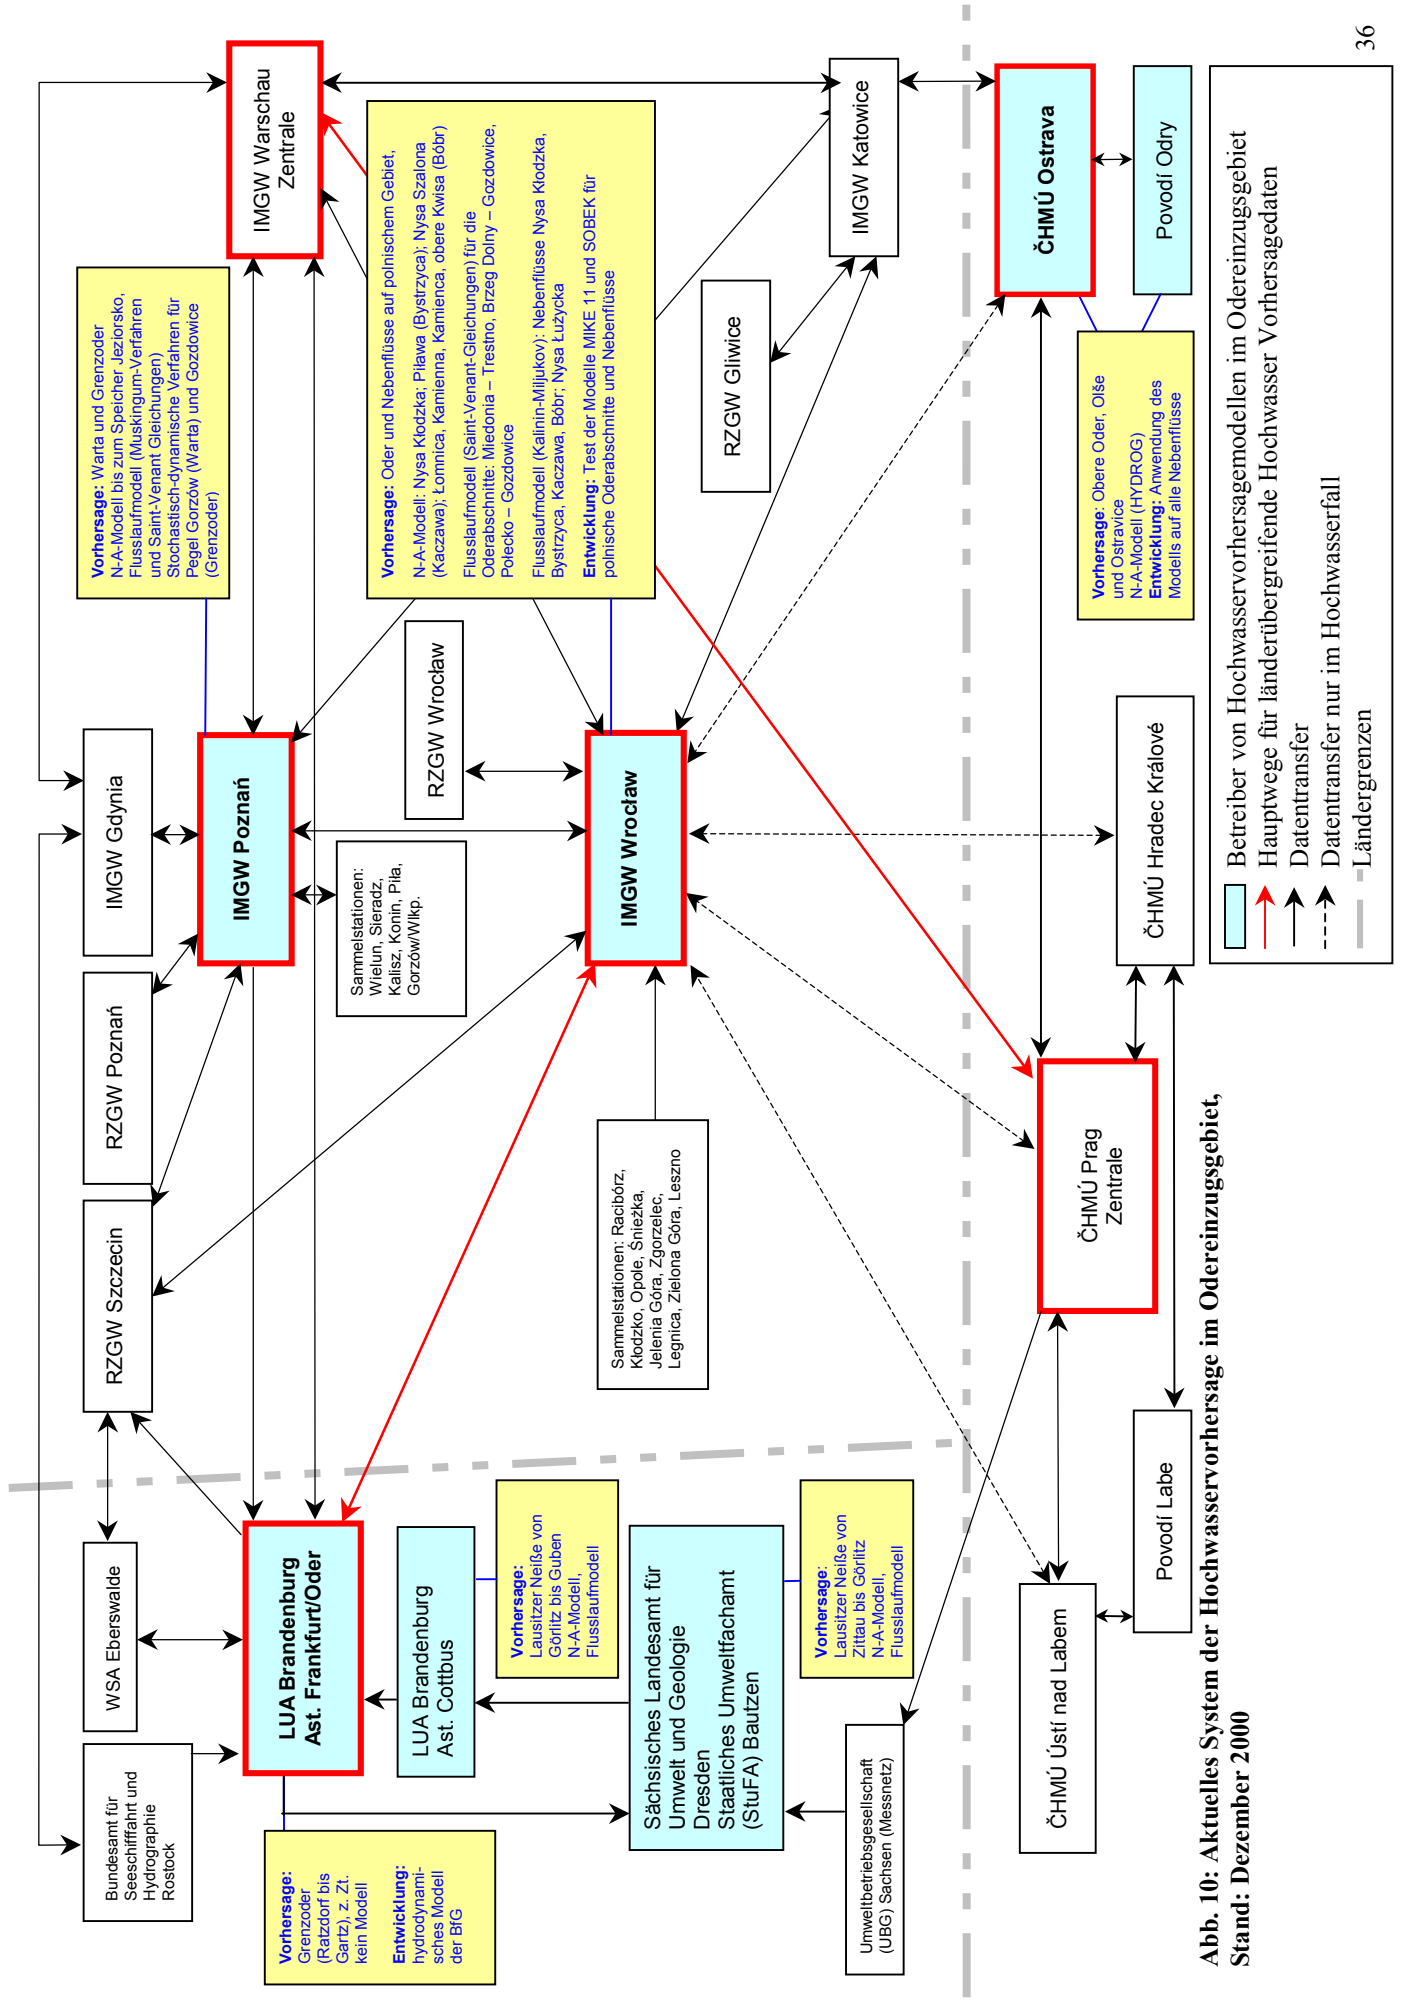 Bundesamt für
Seeschifffahrt und
Hydrographie
Rostock
WSA Eberswalde
RZGW Szczecin
RZGW Poznań
IMGW Gdynia
Vorhersage: Warta und Grenzoder
N-A-Modell bis zum Speicher Jeziorsko,
Flusslaufmodell (Muskingum-Verfahren
und Saint-Venant Gleichungen)
Stochastisch-dynamische Verfahren für
Pegel Gorzów (Warta) und Gozdowice
(Grenzoder)
IMGW Warschau
Zentrale
LUA Brandenburg
Ast. Frankfurt/Oder
IMGW Poznań
Vorhersage:
Grenzoder
(Ratzdorf bis
Gartz), z. Zt.
kein Modell
Entwicklung:
hydrodynami-
sches Modell
der BfG
LUA Brandenburg
Ast. Cottbus
Sammelstationen:
Wielun, Sieradz,
Kalisz, Konin, Piła,
Gorzów/Wlkp.
RZGW Wrocław
Vorhersage: Oder und Nebenflüsse auf polnischem Gebiet,
N-A-Modell: Nysa Kłodzka; Piława (Bystrzyca); Nysa Szalona
(Kaczawa); Łomnica, Kamienna, Kamienica, obere Kwisa (Bóbr)
Flusslaufmodell (Saint-Venant-Gleichungen) für die
Oderabschnitte: Miedonia – Trestno, Brzeg Dolny – Gozdowice,
Połecko – Gozdowice
Flusslaufmodell (Kalinin-Miljukov): Nebenflüsse Nysa Kłodzka,
Bystrzyca, Kaczawa, Bóbr; Nysa Łużycka
Entwicklung: Test der Modelle MIKE 11 und SOBEK für
polnische Oderabschnitte und Nebenflüsse
Vorhersage:
Lausitzer Neiße von
Görlitz bis Guben
N-A-Modell,
Flusslaufmodell
Sächsisches Landesamt für
Umwelt und Geologie
Dresden
Staatliches Umweltfachamt
(StuFA) Bautzen
Sammelstationen: Racibórz,
Kłodzko, Opole, Śnieżka,
Jelenia Góra, Zgorzelec,
Legnica, Zielona Góra, Leszno
IMGW Wrocław
RZGW Gliwice
IMGW Katowice
Vorhersage:
Lausitzer Neiße von
Zittau bis Görlitz
N-A-Modell,
Flusslaufmodell
Umweltbetriebsgesellschaft
(UBG) Sachsen (Messnetz)
ČHMÚ Ústí nad Labem
ČHMÚ Prag
Zentrale
ČHMÚ Hradec Králové
Povodí Labe
Vorhersage: Obere Oder, Olše
und Ostravice
N-A-Modell (HYDROG)
Entwicklung: Anwendung des
Modells auf alle Nebenflüsse
ČHMÚ Ostrava
Povodí Odry
Betreiber von Hochwasservorhersagemodellen im Odereinzugsgebiet
Hauptwege für länderübergreifende Hochwasser Vorhersagedaten
Datentransfer
Datentransfer nur im Hochwasserfall
Ländergrenzen
Abb. 10: Aktuelles System der Hochwasservorhersage im Odereinzugsgebiet,
Stand: Dezember 2000
36